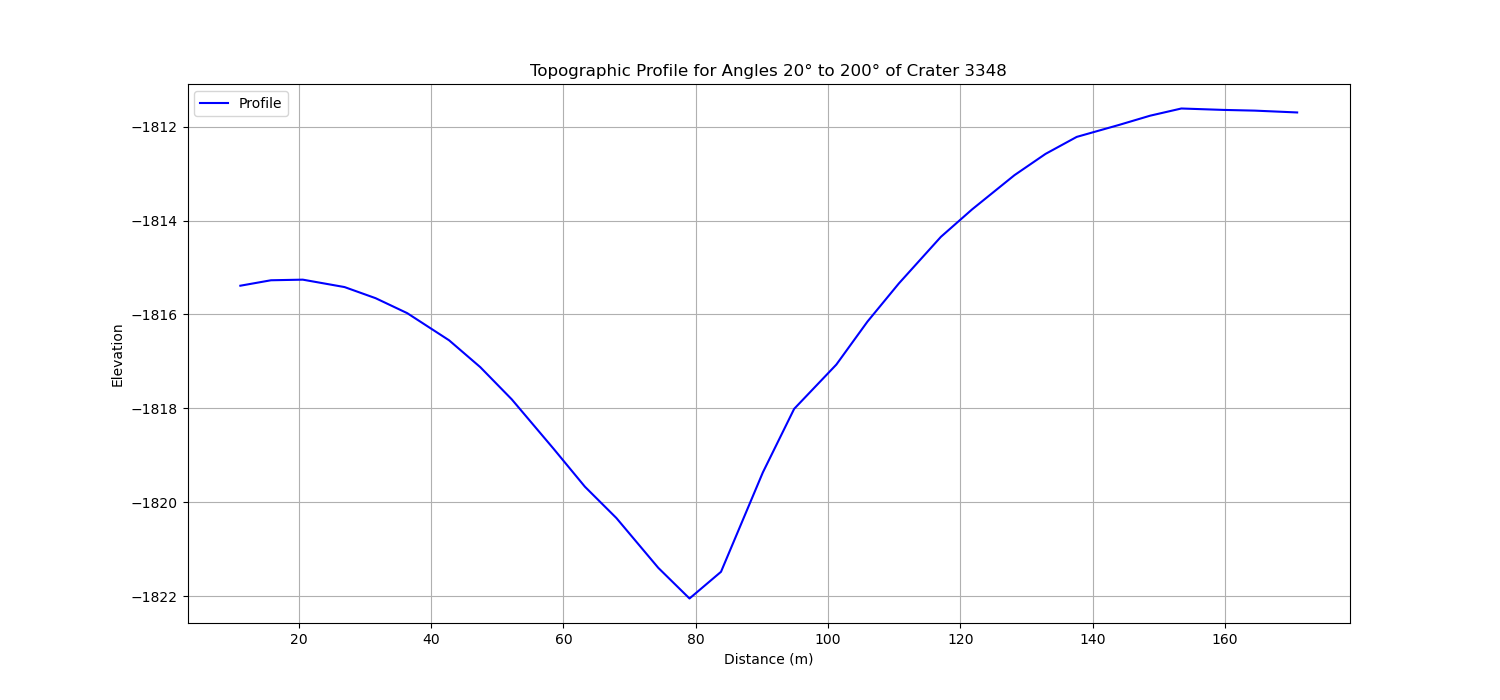 Topographic Profile for Angles 20° to 200° of Crater 3348
Profile
−1812
−1814
−1816
−1818
−1820
−1822
Elevation
20 40 60 80 100 120 140 160
Distance (m)